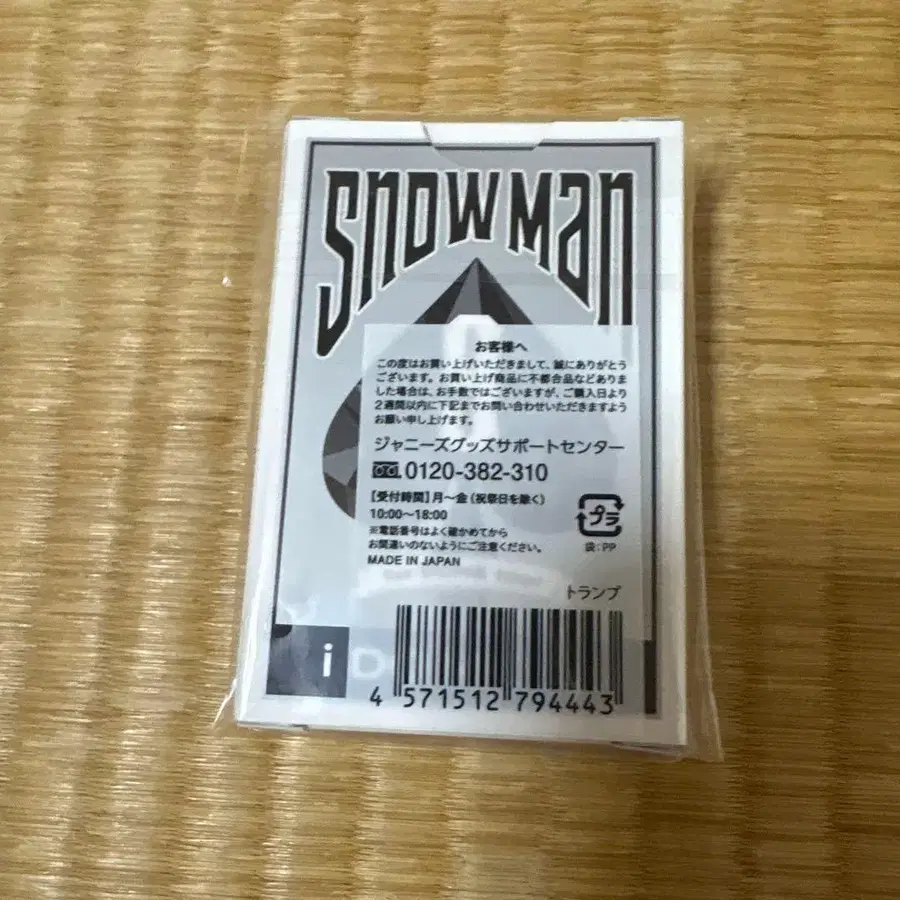 SNOW MAN
お客様へ
この度はお買い上げいただきまして、誠にありがとう
ございます。お買い上げ商品に不都合品などありま
した場合は、お手数ではございますが、ご購入日より
2週間以内に下記までお問い合わせいただきますよう
お願い申し上げます。
ジャニーズグッズサポートセンター
0120-382-310
【受付時間】月〜金（祝祭日を除く）
10:00〜18:00
※電話番号はよく確かめてから
お間違いのないようにご注意ください。
MADE IN JAPAN
プラ
袋:PP
トランプ
i D
4 571512 794443